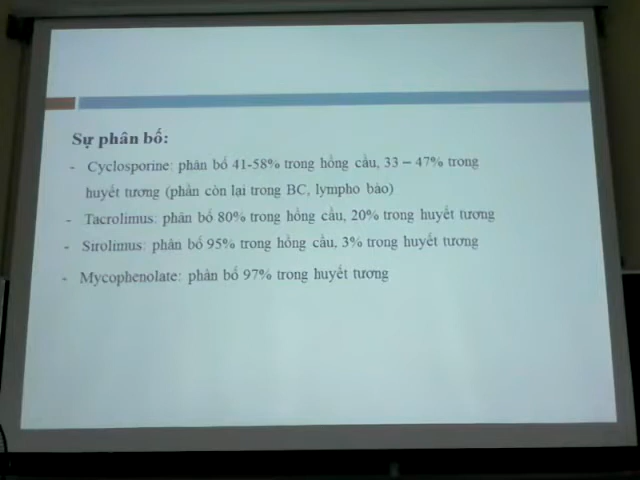 Sự phân bố:
- Cyclosporine: phân bố 41-58% trong hồng cầu, 33 – 47% trong
huyết tương (phần còn lại trong BC, lympho bào)
- Tacrolimus: phân bố 80% trong hồng cầu, 20% trong huyết tương
- Sirolimus: phân bố 95% trong hồng cầu, 3% trong huyết tương
- Mycophenolate: phân bố 97% trong huyết tương